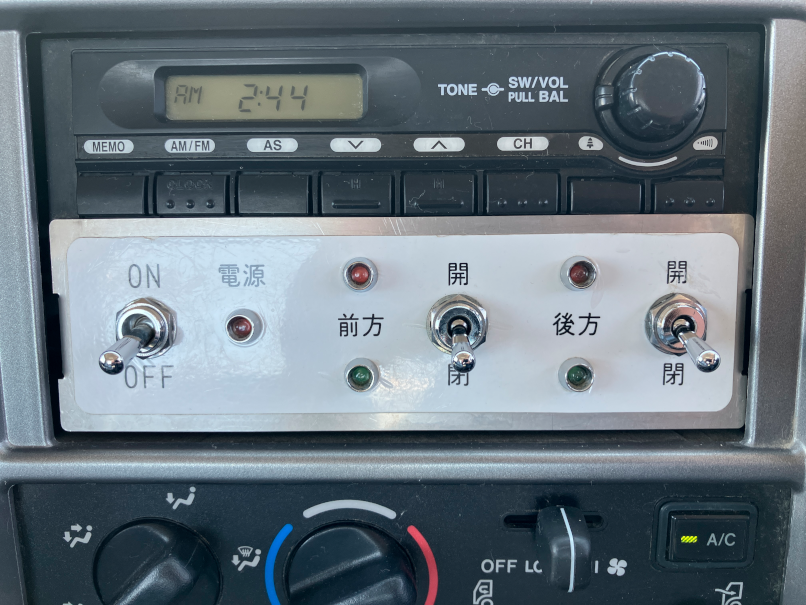 AM 2:44
TONE SW/VOL
PULL BAL
MEMO AM/FM AS CH
ON 電源 開 開
前方 後方
OFF 閉 閉
OFF LO
A/C